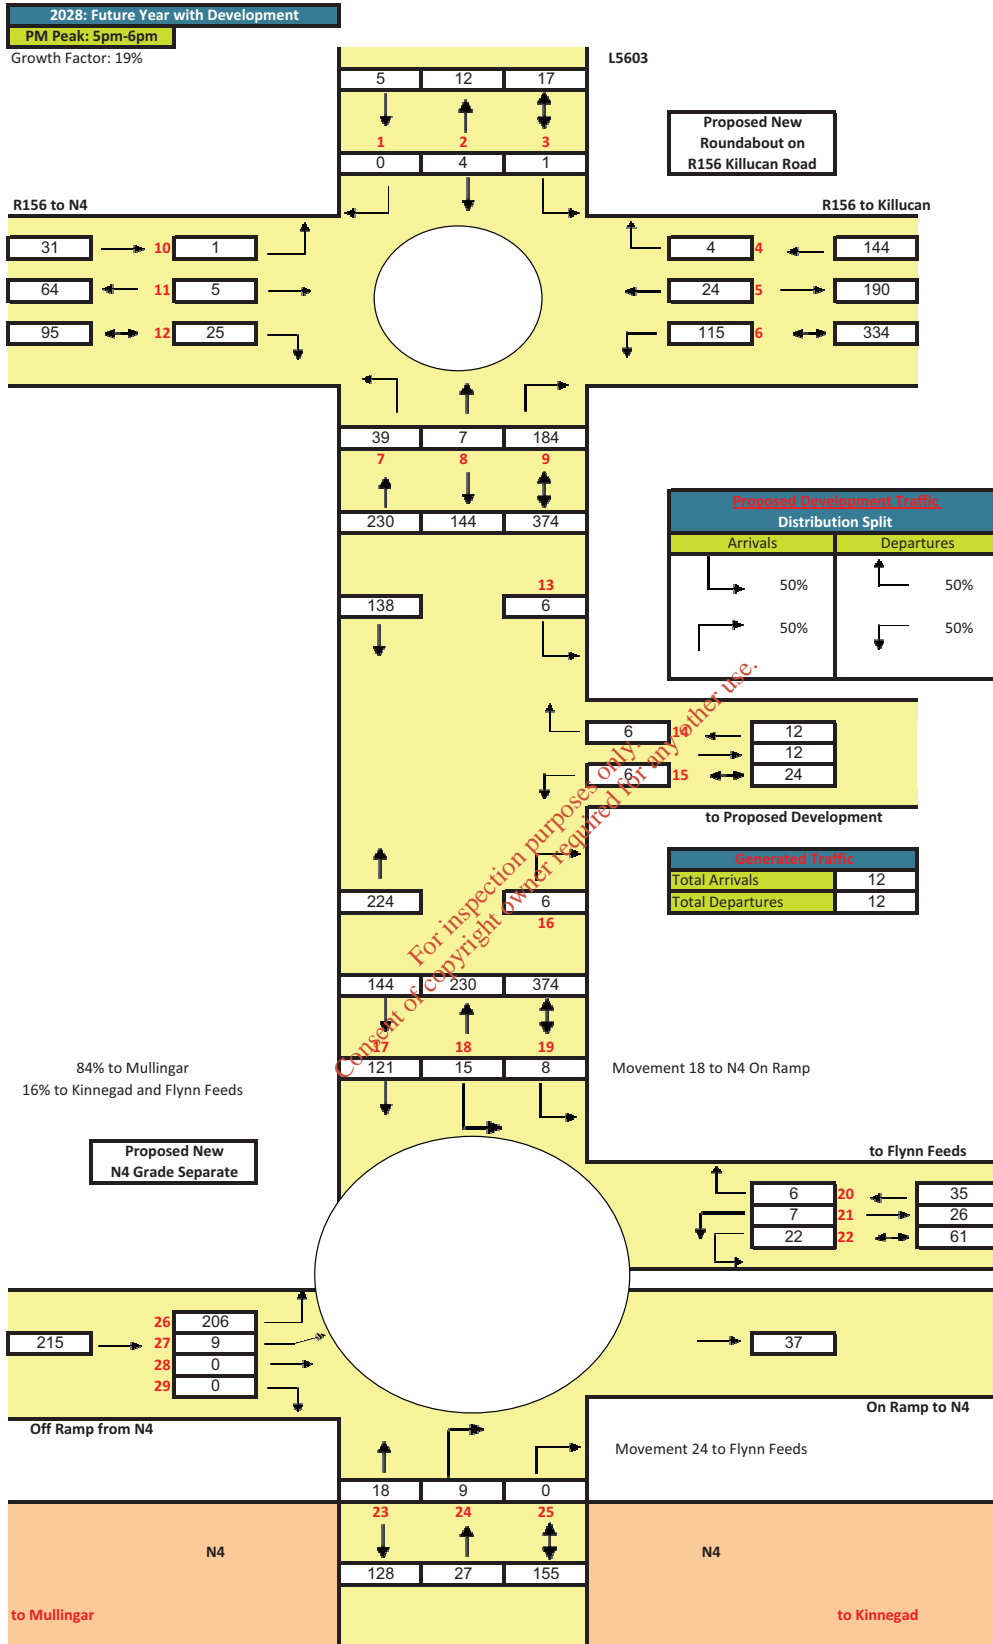 2028: Future Year with Development
PM Peak: 5pm-6pm
Growth Factor: 19%
L5603
5 12 17
Proposed New
Roundabout on
R156 Killucan Road
1 2 3
0 4 1
R156 to N4
R156 to Killucan
31 10 1
4 4 144
64 11 5
24 5 190
95 12 25
115 6 334
39 7 184
7 8 9
230 144 374
Proposed Development Traffic
Distribution Split
Arrivals Departures
50% 50%
50% 50%
13
138 6
6 14 12
12
6 15 24
to Proposed Development
Generated Traffic
Total Arrivals 12
Total Departures 12
224 6
16
For inspection purposes only.
Consent of copyright owner required for any other use.
144 230 374
17 18 19
121 15 8
84% to Mullingar
16% to Kinnegad and Flynn Feeds
Movement 18 to N4 On Ramp
Proposed New
N4 Grade Separate
to Flynn Feeds
6 20 35
7 21 26
22 22 61
26 206
215 27 9
28 0
29 0
37
Off Ramp from N4
On Ramp to N4
Movement 24 to Flynn Feeds
18 9 0
23 24 25
N4
N4
128 27 155
to Mullingar
to Kinnegad